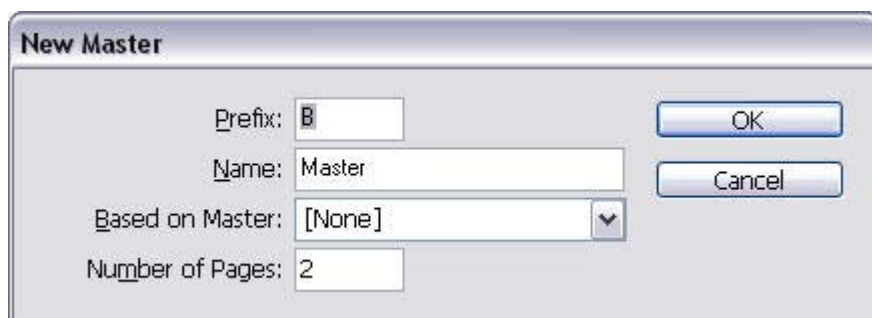 New Master
Prefix: B
OK
Name: Master
Cancel
Based on Master: [None]
Number of Pages: 2